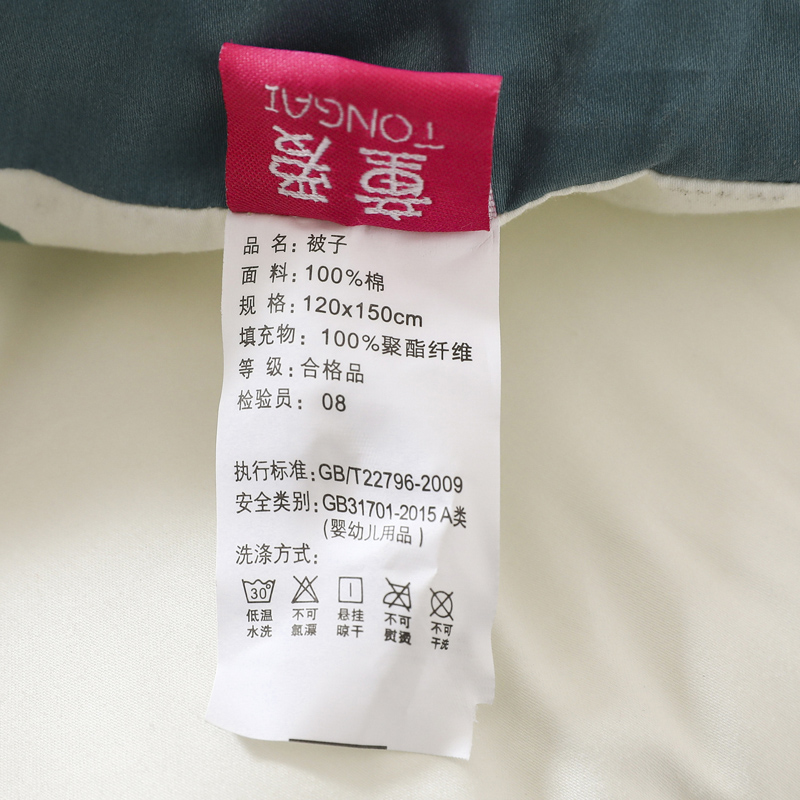 TONGAI
童爱
品 名：被子
面 料：100%棉
规 格：120x150cm
填充物：100%聚酯纤维
等 级：合格品
检验员：08
执行标准：GB/T22796-2009
安全类别：GB31701-2015 A类
（婴幼儿用品）
洗涤方式：
30°
低温 不可 悬挂 不可 不可
水洗 氯漂 晾干 熨烫 干洗